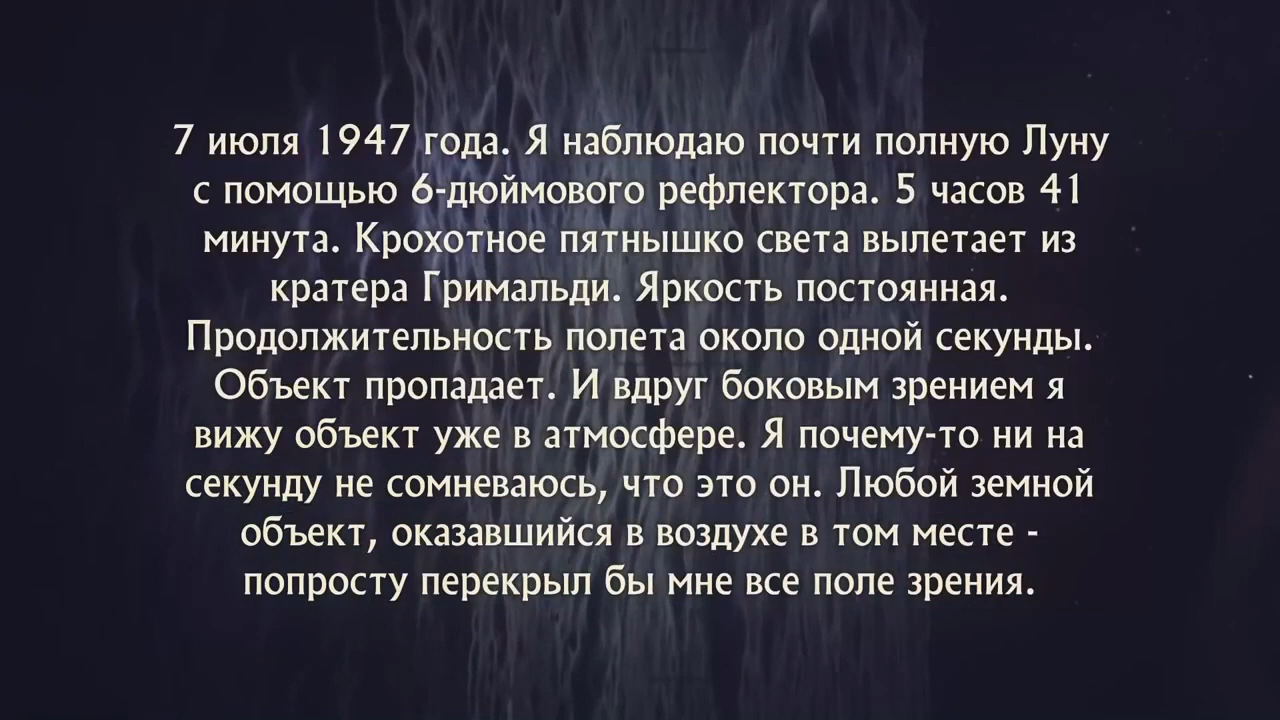 7 июля 1947 года. Я наблюдаю почти полную Луну
с помощью 6-дюймового рефлектора. 5 часов 41
минута. Крохотное пятнышко света вылетает из
кратера Гримальди. Яркость постоянная.
Продолжительность полета около одной секунды.
Объект пропадает. И вдруг боковым зрением я
вижу объект уже в атмосфере. Я почему-то ни на
секунду не сомневаюсь, что это он. Любой земной
объект, оказавшийся в воздухе в том месте -
попросту перекрыл бы мне все поле зрения.